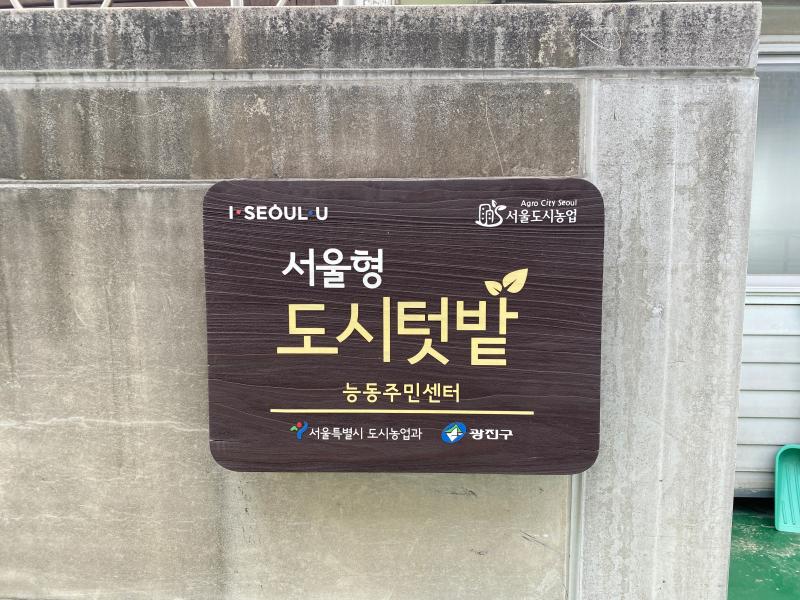 I·SEOUL·U
Agro City Seoul
서울도시농업
서울형
도시텃밭
능동주민센터
서울특별시 도시농업과 광진구